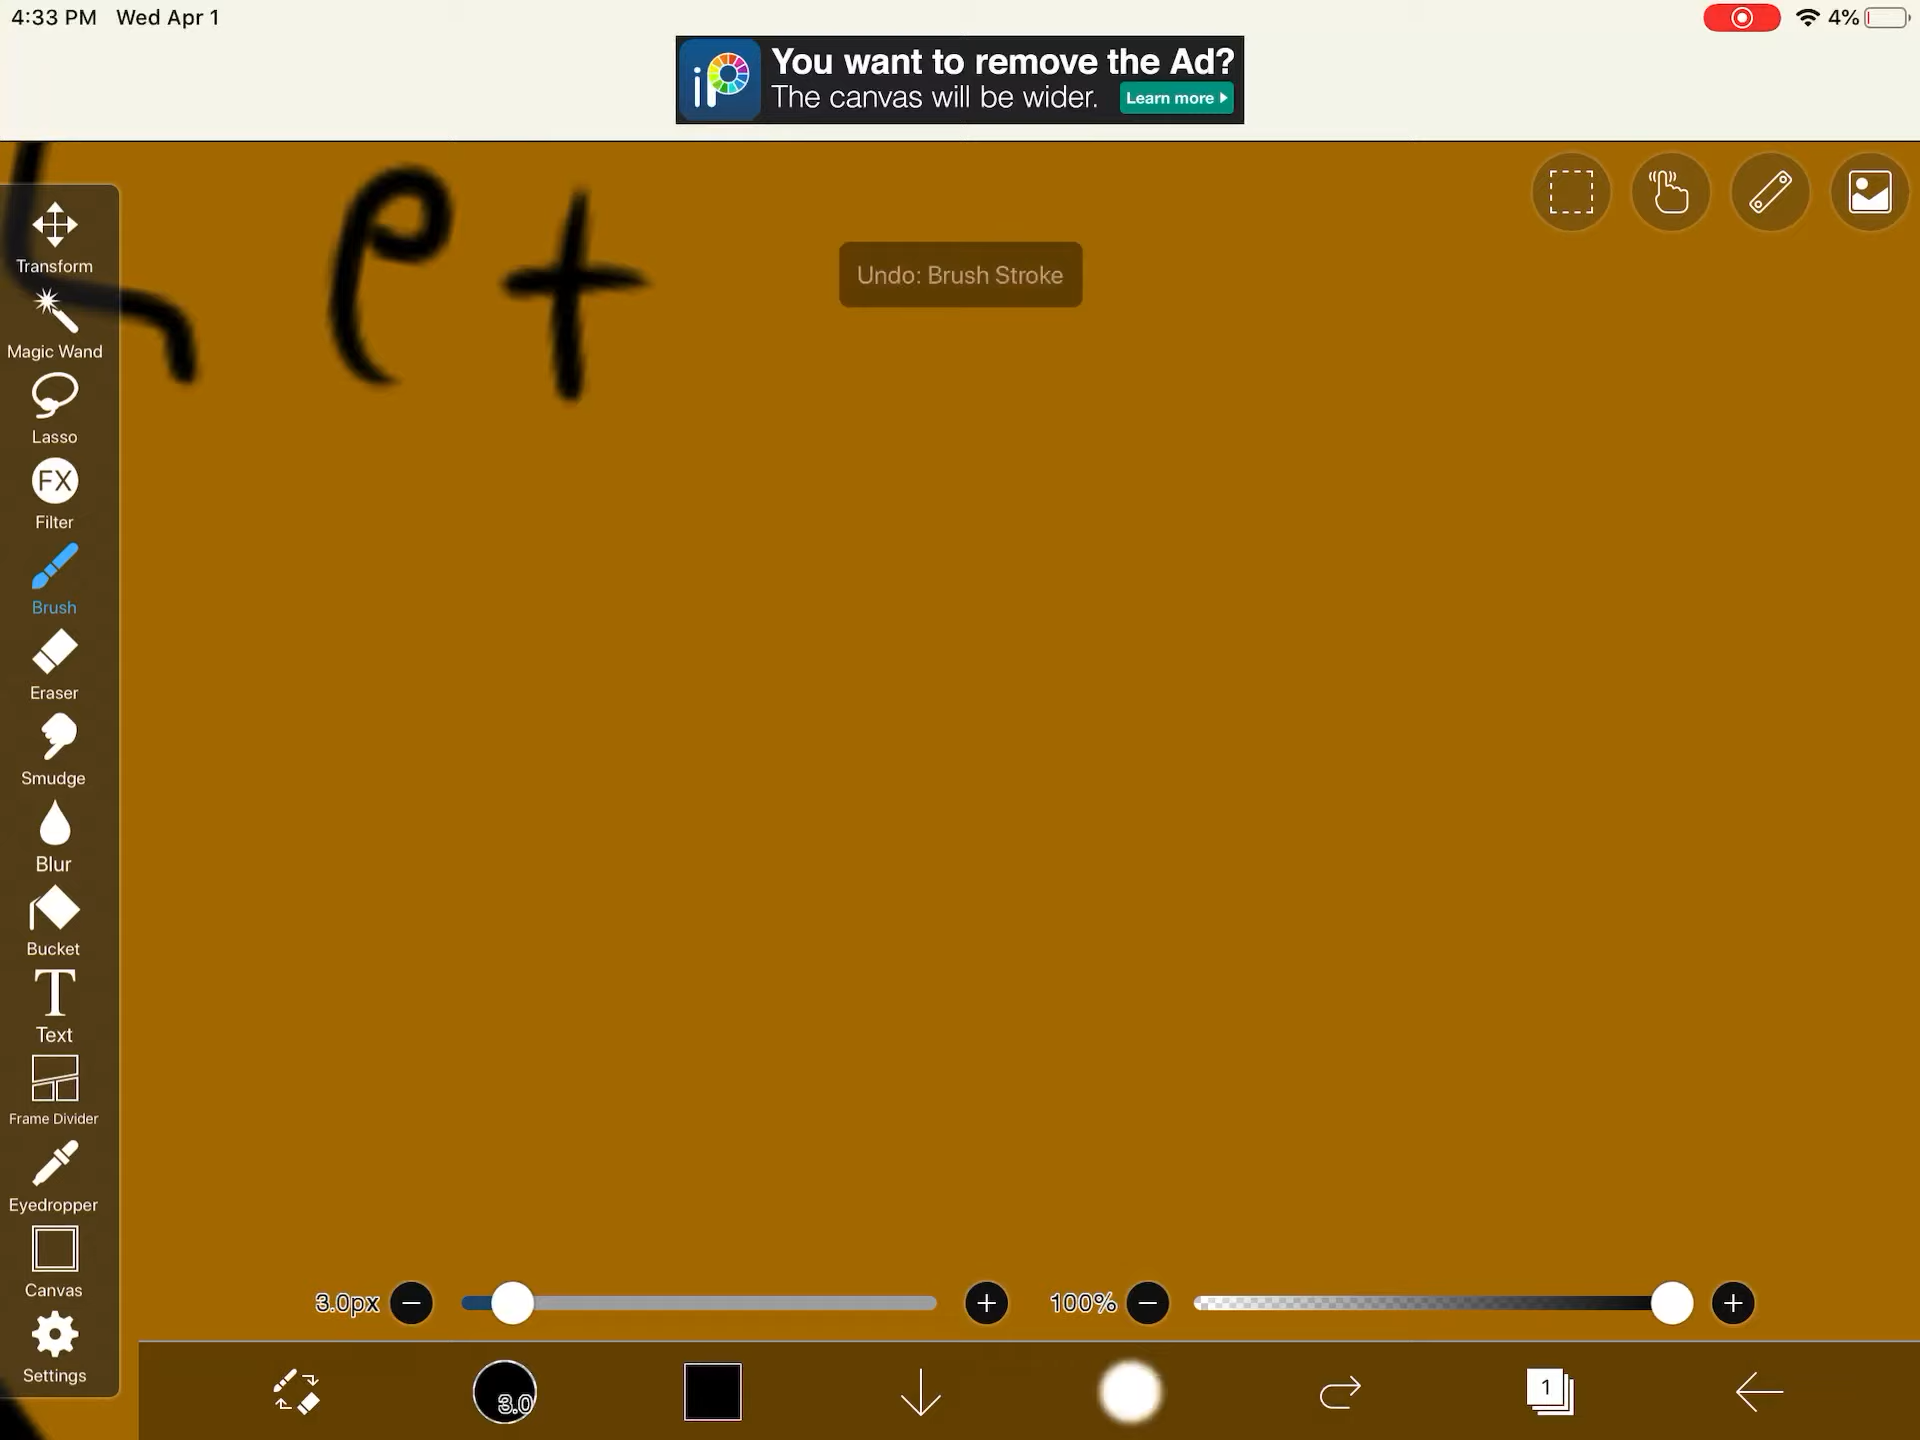 4:33 PM Wed Apr 1 4%
iP You want to remove the Ad?
The canvas will be wider. Learn more
Undo: Brush Stroke
Transform
Magic Wand
Lasso
FX
Filter
Brush
Eraser
Smudge
Blur
Bucket
T
Text
Frame Divider
Eyedropper
Canvas
Settings
3.0px 100%
3.0 1